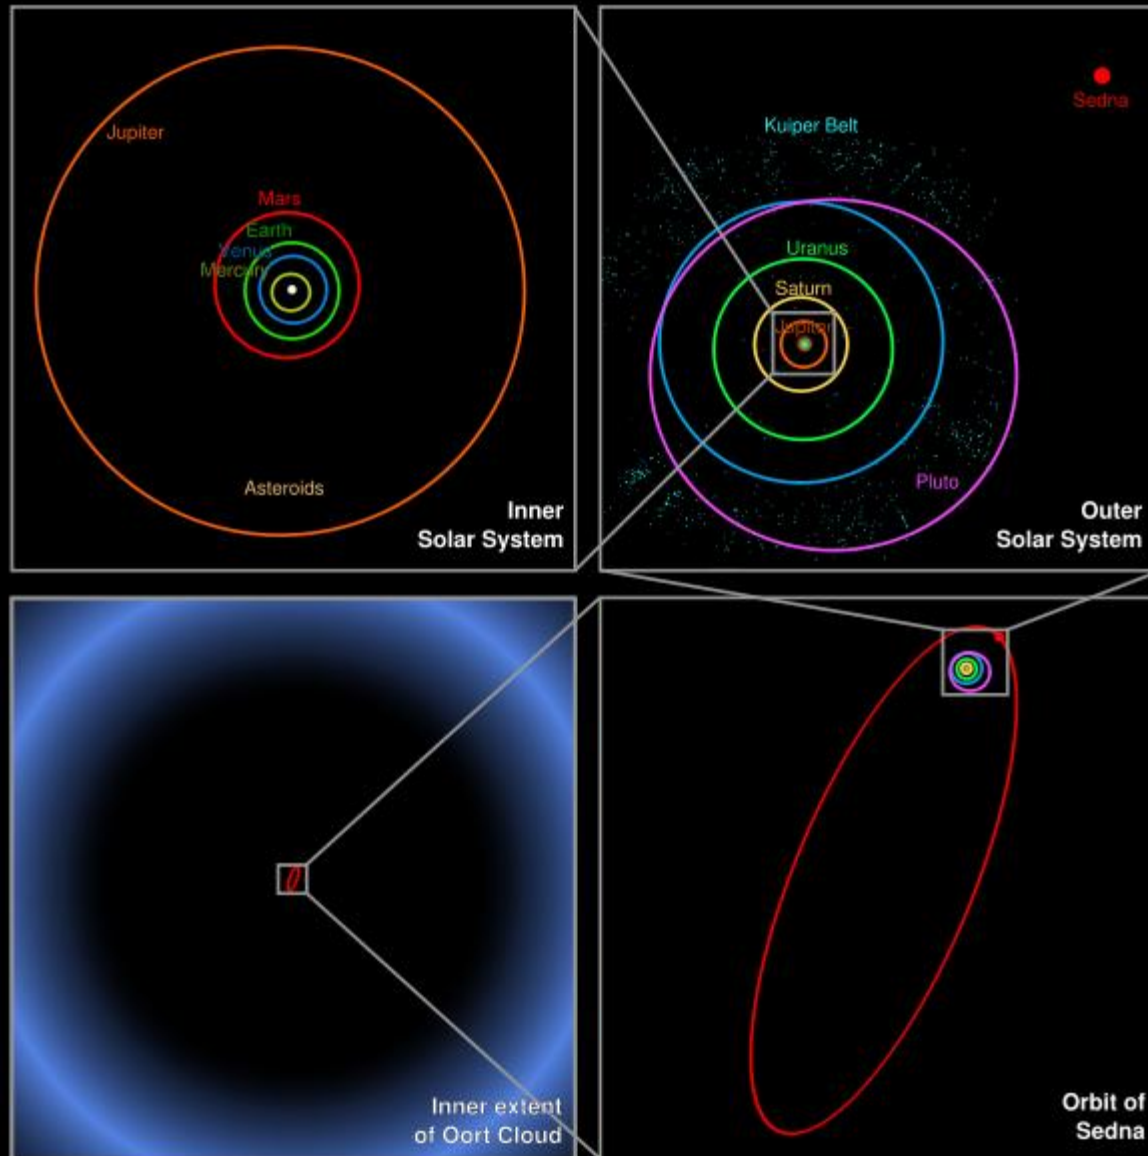 Jupiter
Mars
Earth
Venus
Mercury
Asteroids
Inner
Solar System
Sedna
Kuiper Belt
Uranus
Saturn
Jupiter
Pluto
Outer
Solar System
Inner extent
of Oort Cloud
Orbit of
Sedna